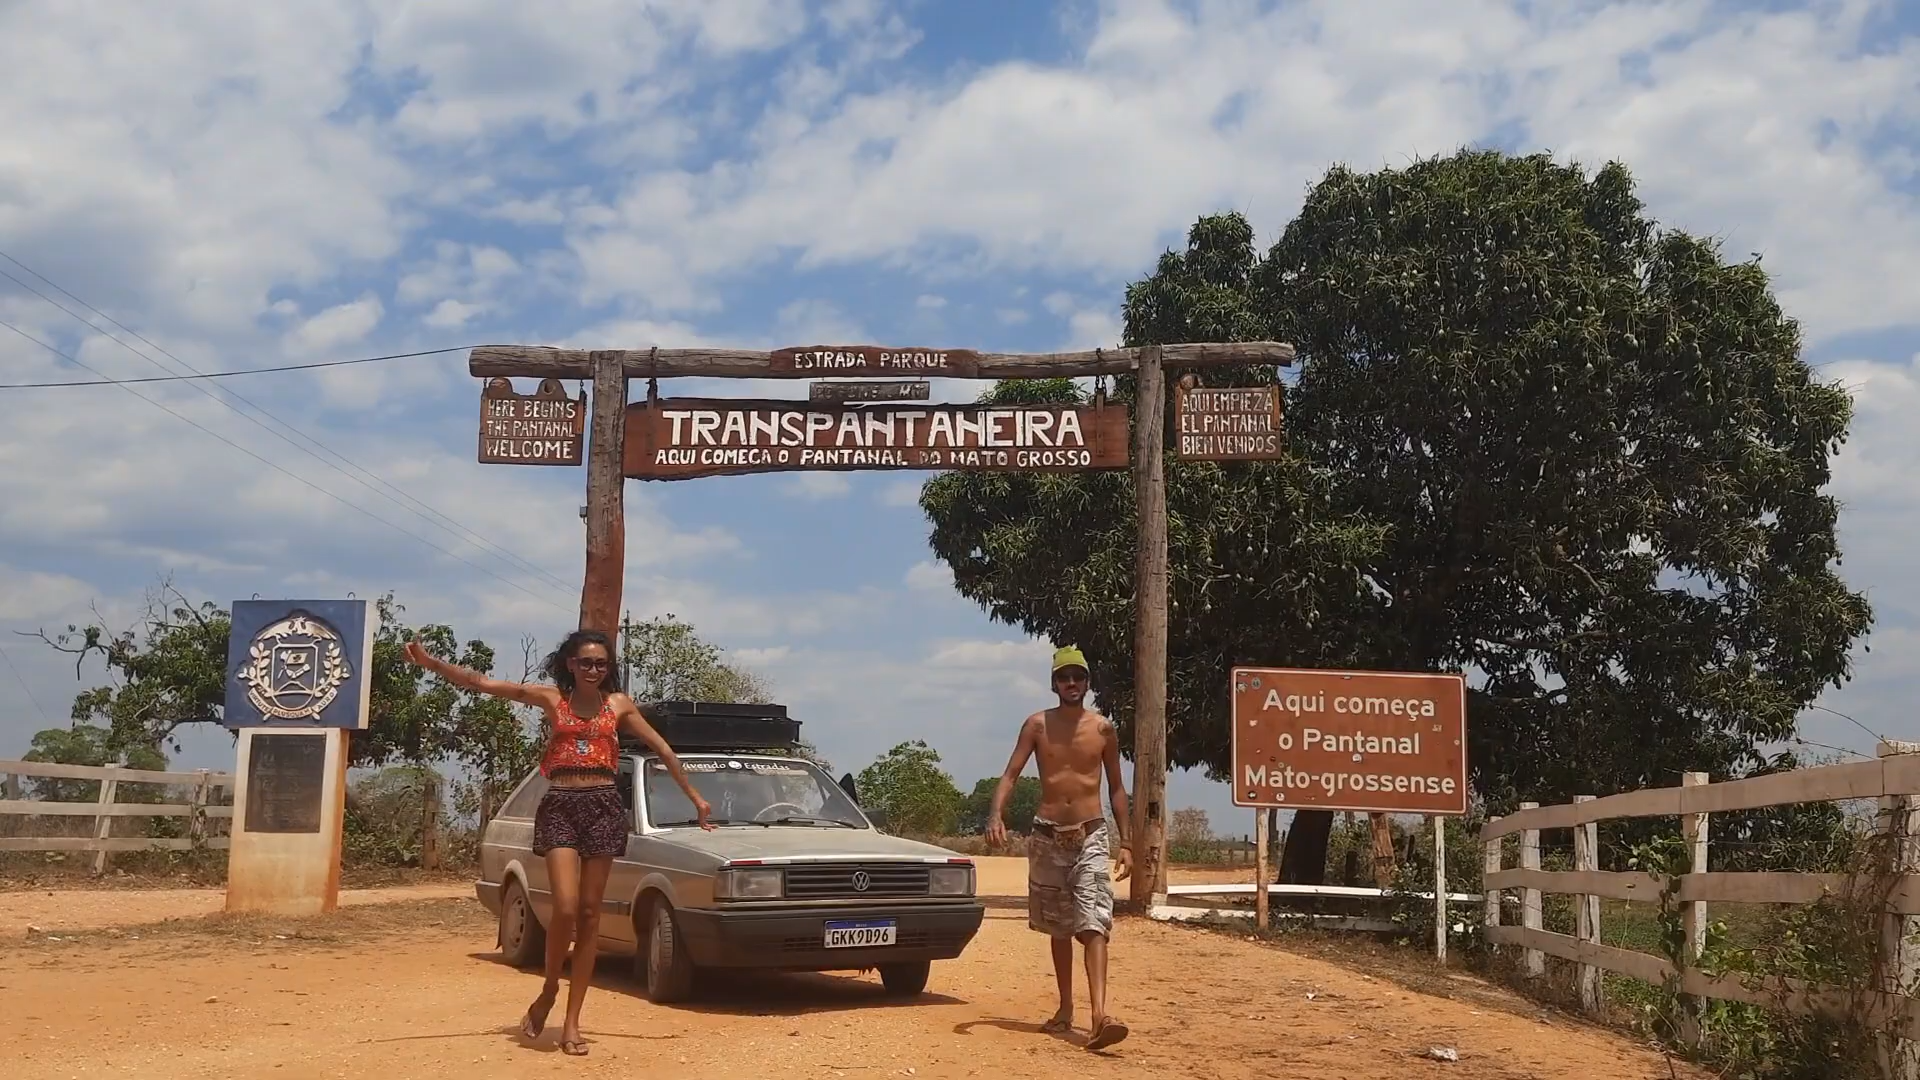 ESTRADA PARQUE
HERE BEGINS
THE PANTANAL
WELCOME
TRANSPANTANEIRA
AQUI COMEÇA O PANTANAL DO MATO GROSSO
AQUI EMPIEZA
EL PANTANAL
BIEN VENIDOS
Aqui começa
o Pantanal
Mato-grossense
vivendo Estradas
GKK9D96